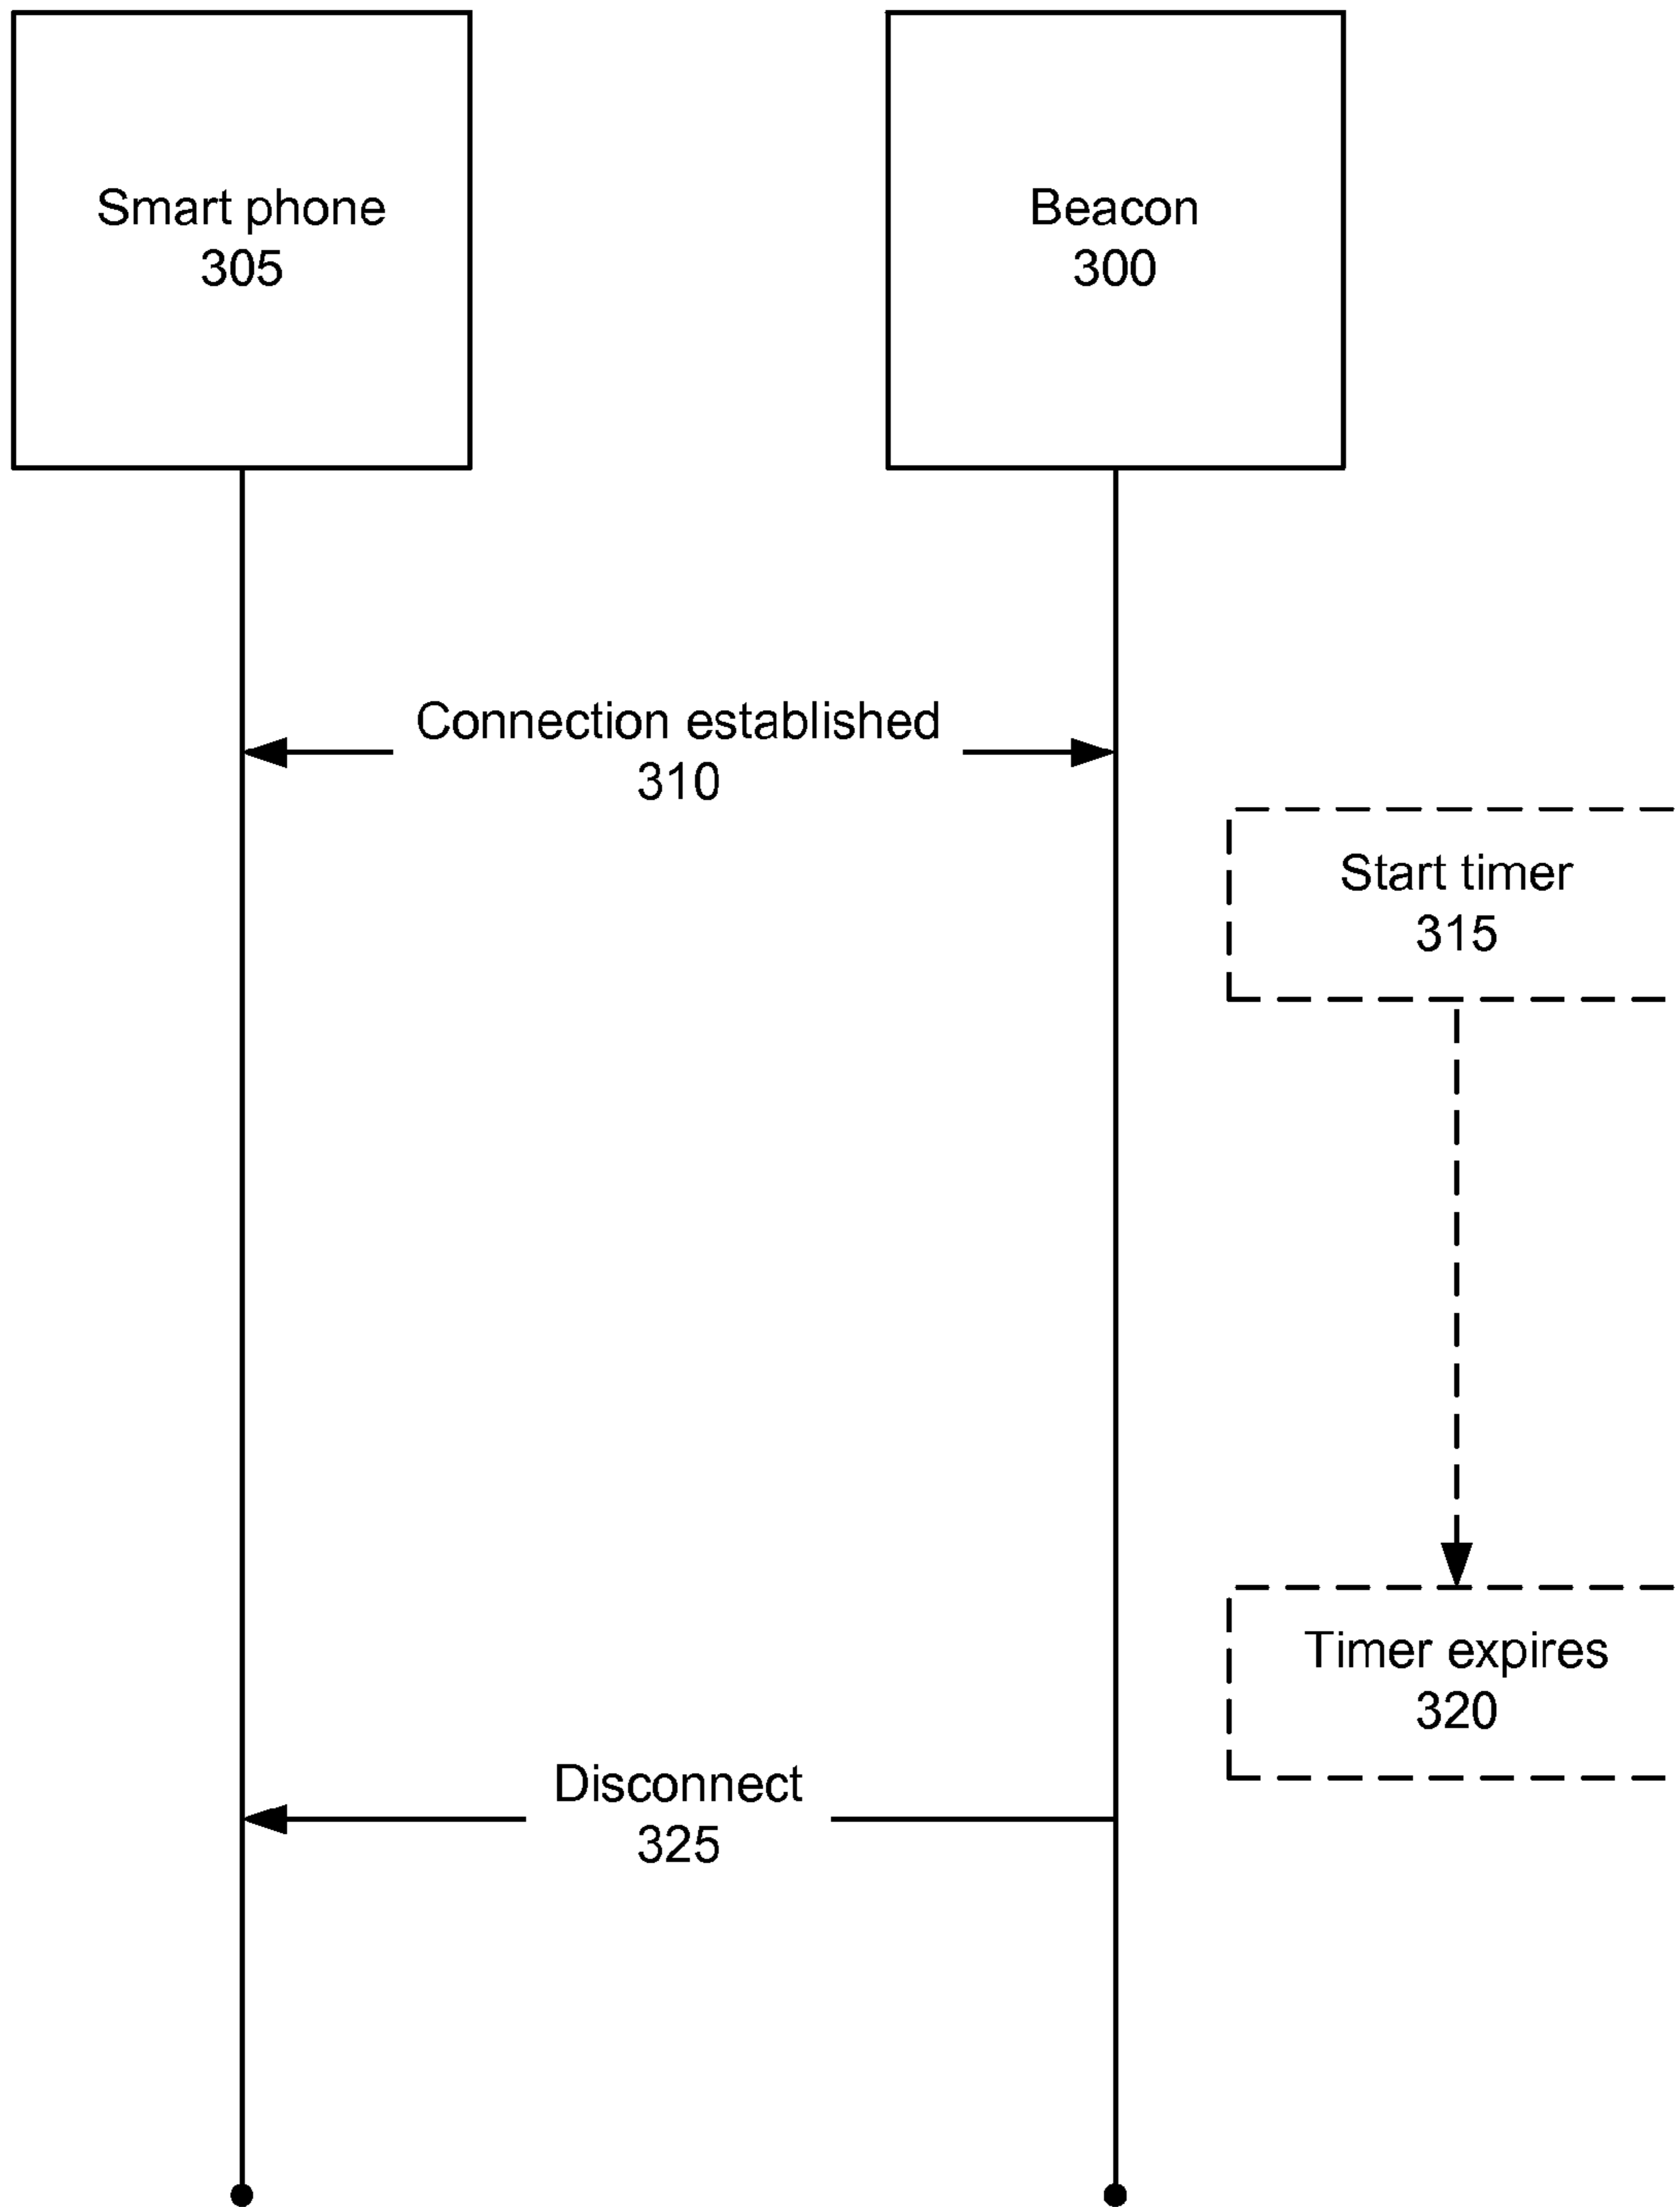 Smart phone
305
Beacon
300
Connection established
310
Start timer
315
Timer expires
320
Disconnect
325